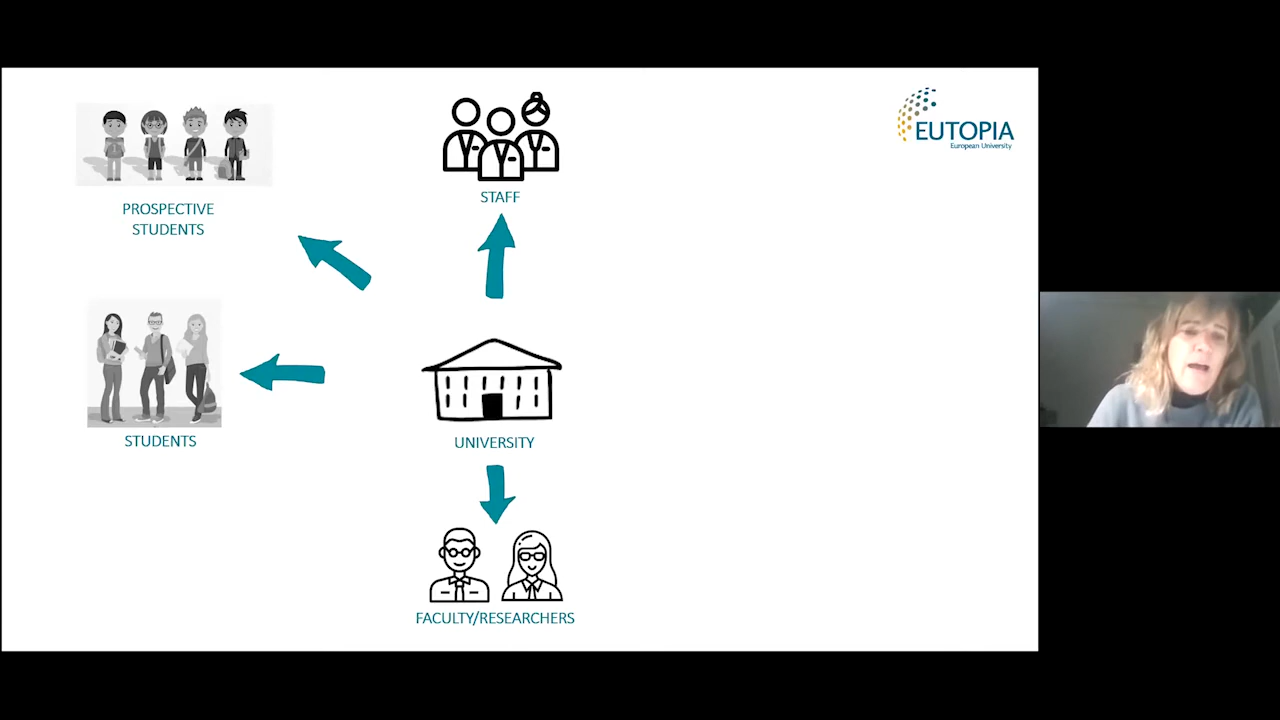 STAFF
EUTOPIA
European University
PROSPECTIVE
STUDENTS
STUDENTS
UNIVERSITY
FACULTY/RESEARCHERS